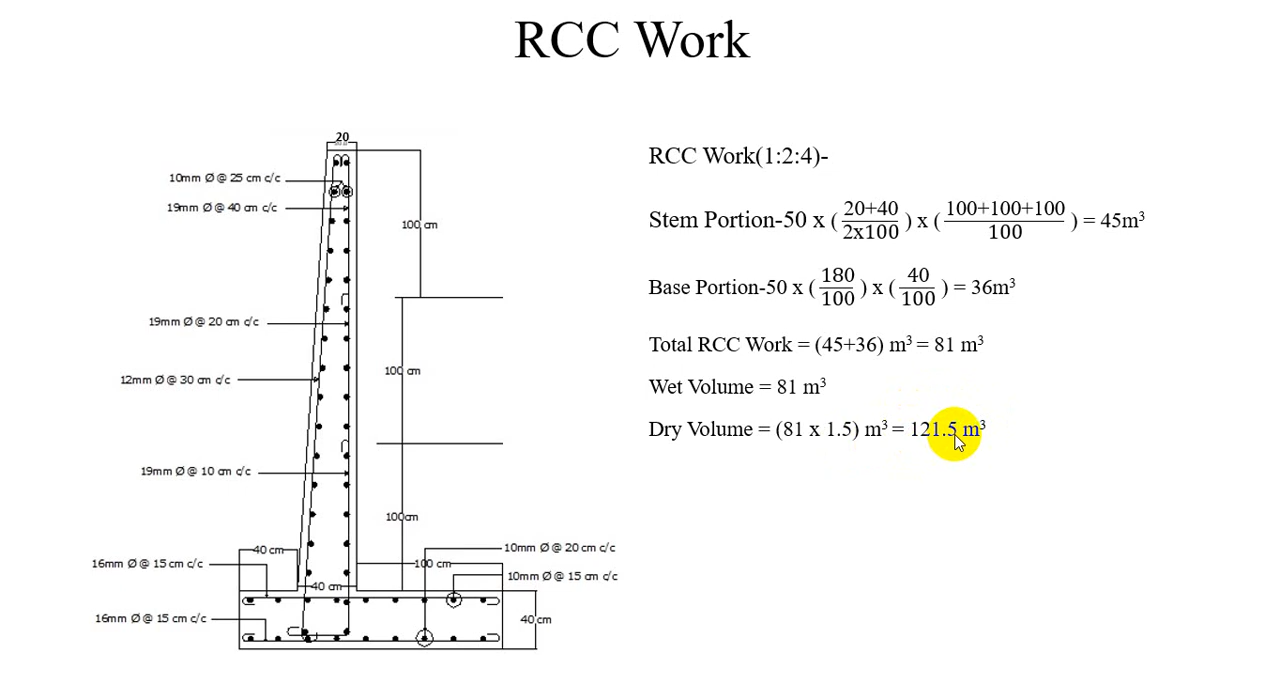 RCC Work
20
10mm Ø@ 25 cm c/c
19mm Ø@ 40 cm c/c
100 cm
19mm Ø@ 20 cm c/c
100 cm
12mm Ø@ 30 cm c/c
19mm Ø@ 10 cm c/c
100cm
40 cm
16mm Ø@ 15 cm c/c
100 cm
10mm Ø@ 20 cm c/c
10mm Ø@ 15 cm c/c
40 cm
16mm Ø@ 15 cm c/c
40 cm
RCC Work(1:2:4)-
Stem Portion-50 x ( 20+40 / 2x100 ) x ( 100+100+100 / 100 ) = 45m³
Base Portion-50 x ( 180 / 100 ) x ( 40 / 100 ) = 36m³
Total RCC Work = (45+36) m³ = 81 m³
Wet Volume = 81 m³
Dry Volume = (81 x 1.5) m³ = 121.5 m³